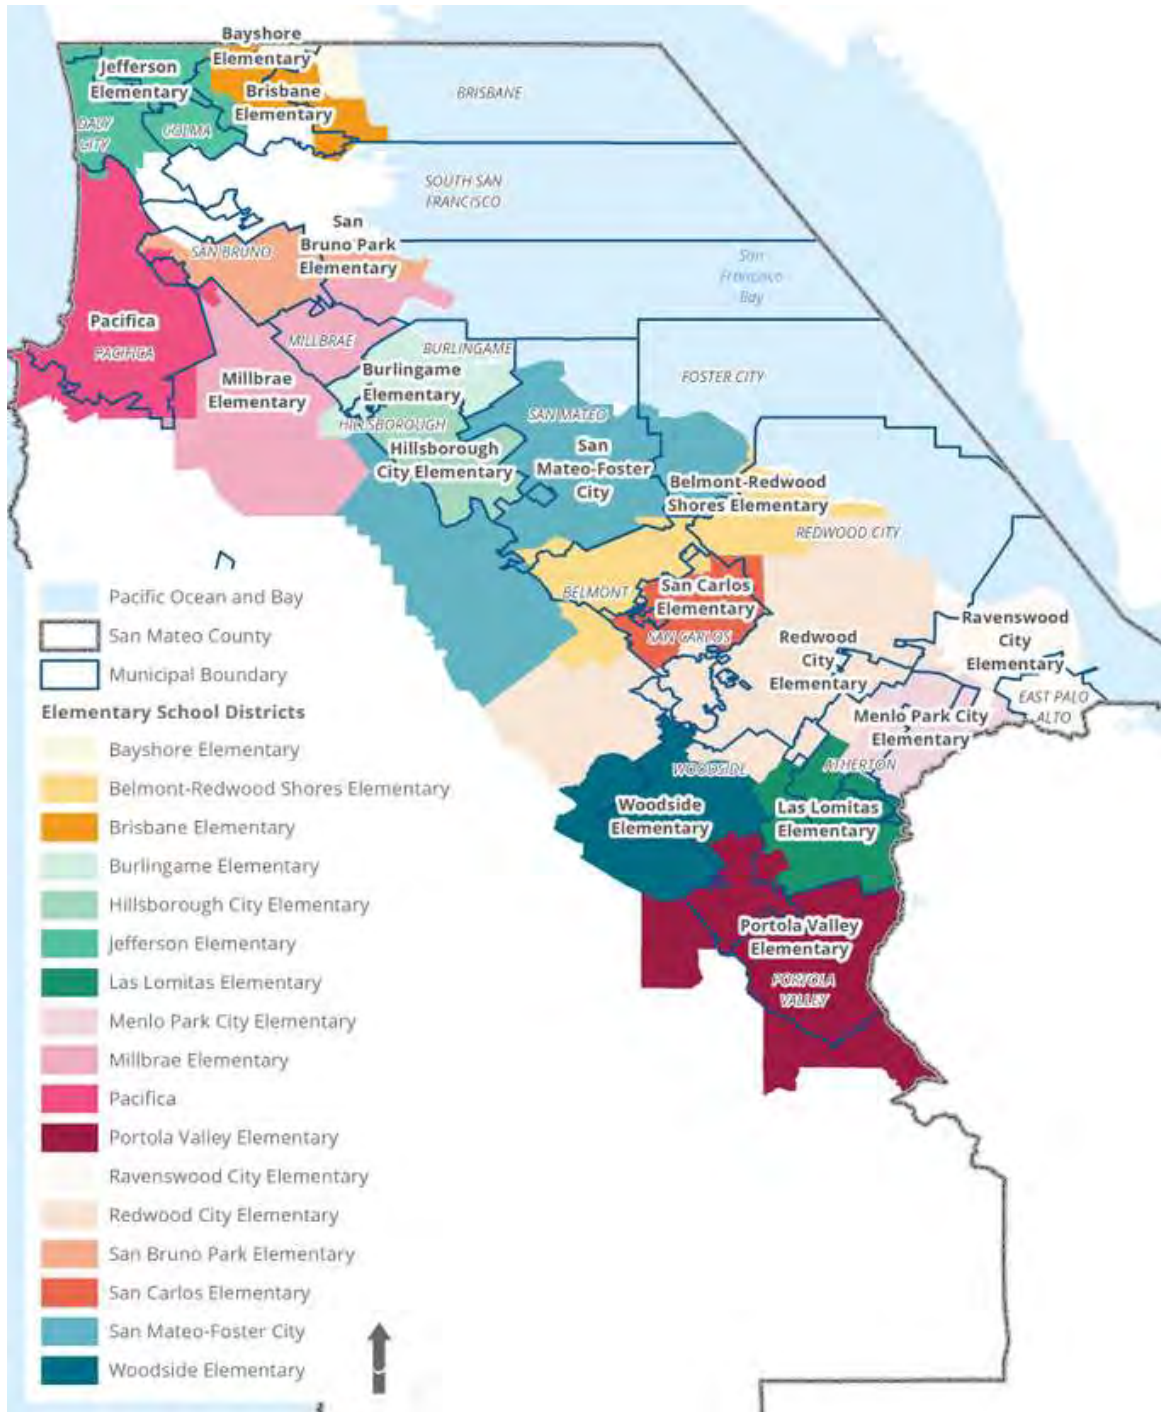 Bayshore
Elementary
Jefferson
Elementary
Brisbane
Elementary
BRISBANE
DALY
CITY
COLMA
SOUTH SAN
FRANCISCO
San
Bruno Park
Elementary
SAN BRUNO
San
Francisco
Bay
Pacifica
PACIFICA
MILLBRAE
BURLINGAME
Millbrae
Elementary
Burlingame
Elementary
FOSTER CITY
HILLSBOROUGH
SAN MATEO
Hillsborough
City Elementary
San
Mateo-Foster
City
Belmont-Redwood
Shores Elementary
REDWOOD CITY
BELMONT
San Carlos
Elementary
SAN CARLOS
Redwood
City
Elementary
Ravenswood
City
Elementary
EAST PALO
ALTO
Menlo Park City
Elementary
WOODSIDE
ATHERTON
Woodside
Elementary
Las Lomitas
Elementary
Portola Valley
Elementary
PORTOLA
VALLEY
Pacific Ocean and Bay
San Mateo County
Municipal Boundary
Elementary School Districts
Bayshore Elementary
Belmont-Redwood Shores Elementary
Brisbane Elementary
Burlingame Elementary
Hillsborough City Elementary
Jefferson Elementary
Las Lomitas Elementary
Menlo Park City Elementary
Millbrae Elementary
Pacifica
Portola Valley Elementary
Ravenswood City Elementary
Redwood City Elementary
San Bruno Park Elementary
San Carlos Elementary
San Mateo-Foster City
Woodside Elementary